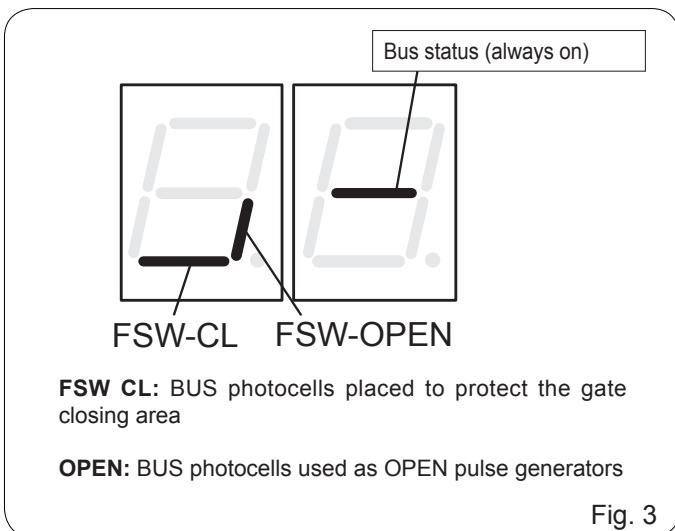 Bus status (always on)
FSW-CL FSW-OPEN
FSW CL: BUS photocells placed to protect the gate
closing area
OPEN: BUS photocells used as OPEN pulse generators
Fig. 3